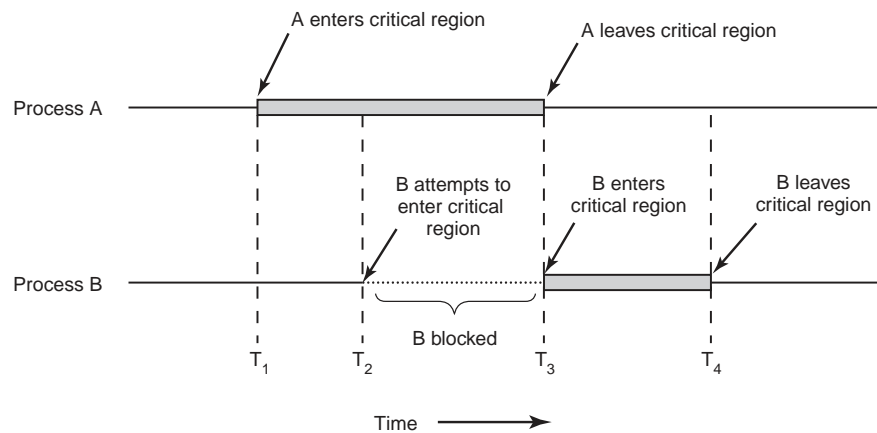 A enters critical region
A leaves critical region
Process A
B attempts to
enter critical
region
B enters
critical region
B leaves
critical region
Process B
B blocked
T1
T2
T3
T4
Time